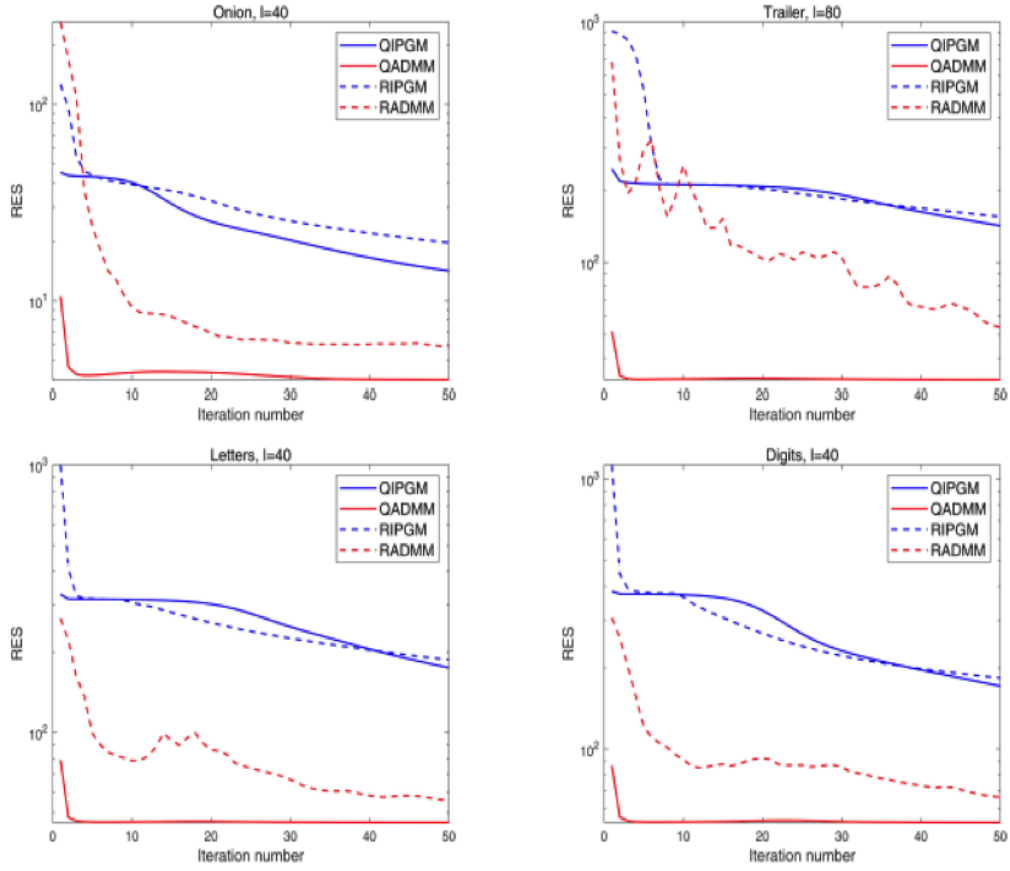 Onion, l=40
QIPGM
QADMM
RIPGM
RADMM
10²
10¹
RES
0 10 20 30 40 50
Iteration number
Trailer, l=80
QIPGM
QADMM
RIPGM
RADMM
10³
10²
RES
0 10 20 30 40 50
Iteration number
Letters, l=40
QIPGM
QADMM
RIPGM
RADMM
10³
10²
RES
0 10 20 30 40 50
Iteration number
Digits, l=40
QIPGM
QADMM
RIPGM
RADMM
10³
10²
RES
0 10 20 30 40 50
Iteration number